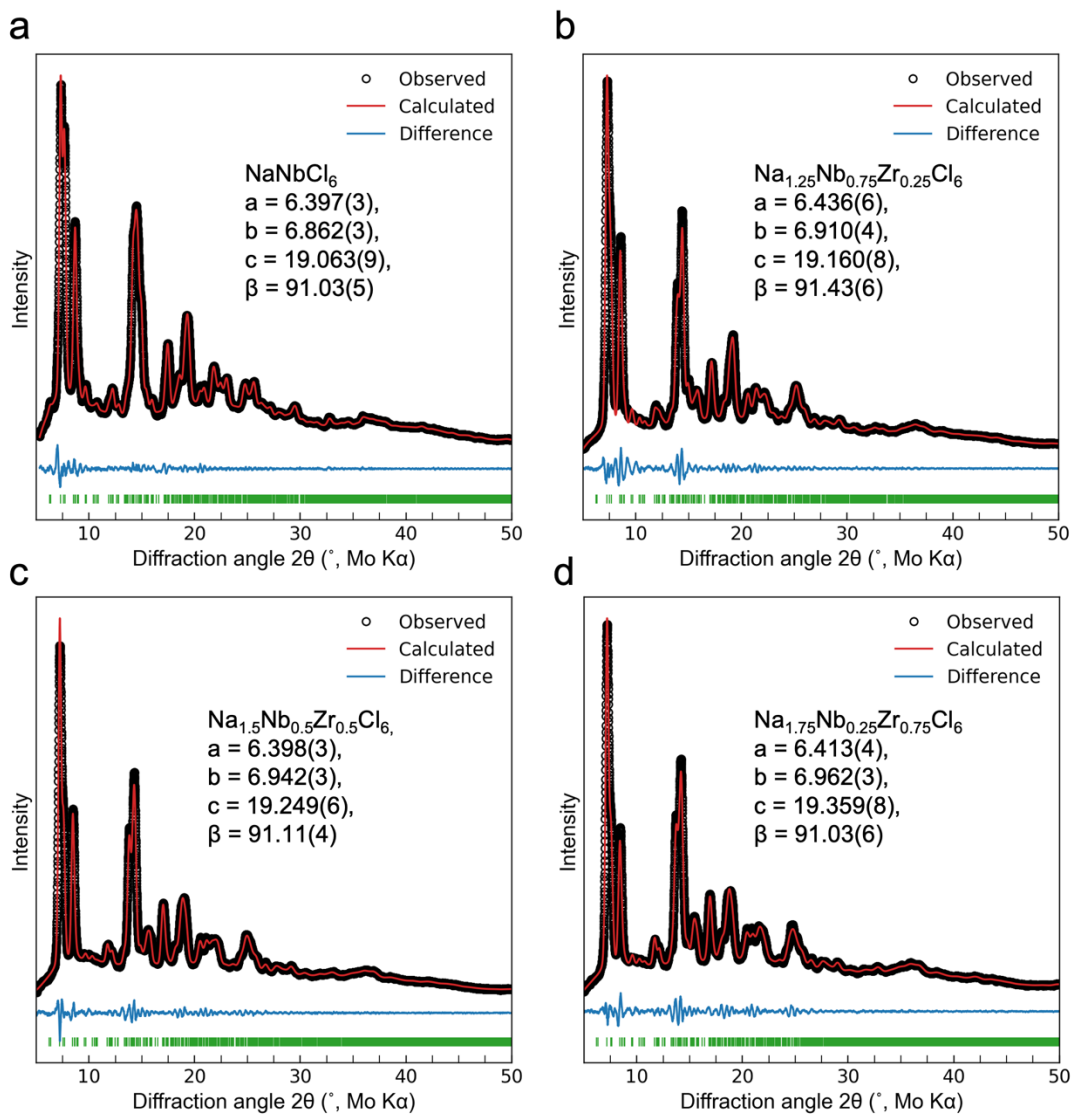 a
Observed
Calculated
Difference
NaNbCl₆
a = 6.397(3),
b = 6.862(3),
c = 19.063(9),
β = 91.03(5)
Intensity
10 20 30 40 50
Diffraction angle 2θ (˚, Mo Kα)
b
Observed
Calculated
Difference
Na₁.₂₅Nb₀.₇₅Zr₀.₂₅Cl₆
a = 6.436(6),
b = 6.910(4),
c = 19.160(8),
β = 91.43(6)
Intensity
10 20 30 40 50
Diffraction angle 2θ (˚, Mo Kα)
c
Observed
Calculated
Difference
Na₁.₅Nb₀.₅Zr₀.₅Cl₆,
a = 6.398(3),
b = 6.942(3),
c = 19.249(6),
β = 91.11(4)
Intensity
10 20 30 40 50
Diffraction angle 2θ (˚, Mo Kα)
d
Observed
Calculated
Difference
Na₁.₇₅Nb₀.₂₅Zr₀.₇₅Cl₆
a = 6.413(4),
b = 6.962(3),
c = 19.359(8),
β = 91.03(6)
Intensity
10 20 30 40 50
Diffraction angle 2θ (˚, Mo Kα)